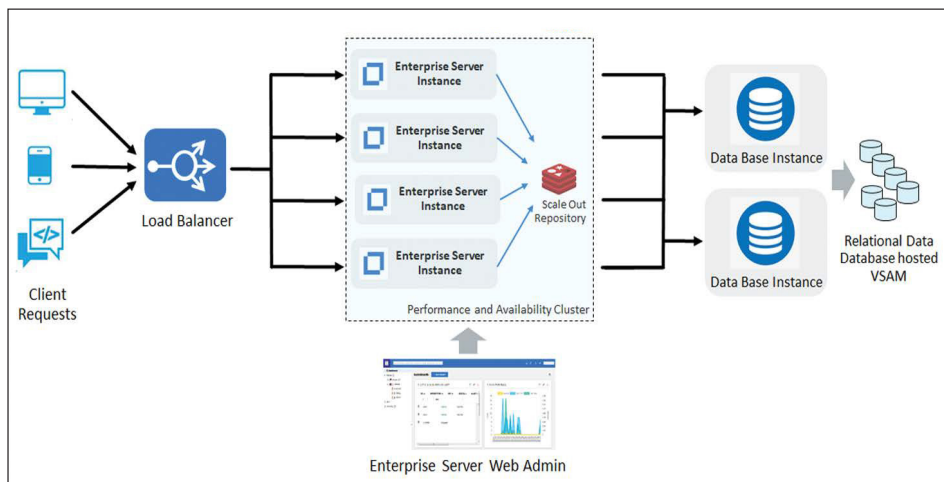 Client
Requests
Load Balancer
Enterprise Server
Instance
Enterprise Server
Instance
Enterprise Server
Instance
Enterprise Server
Instance
Scale Out
Repository
Performance and Availability Cluster
Data Base Instance
Data Base Instance
Relational Data
Database hosted
VSAM
Enterprise Server Web Admin